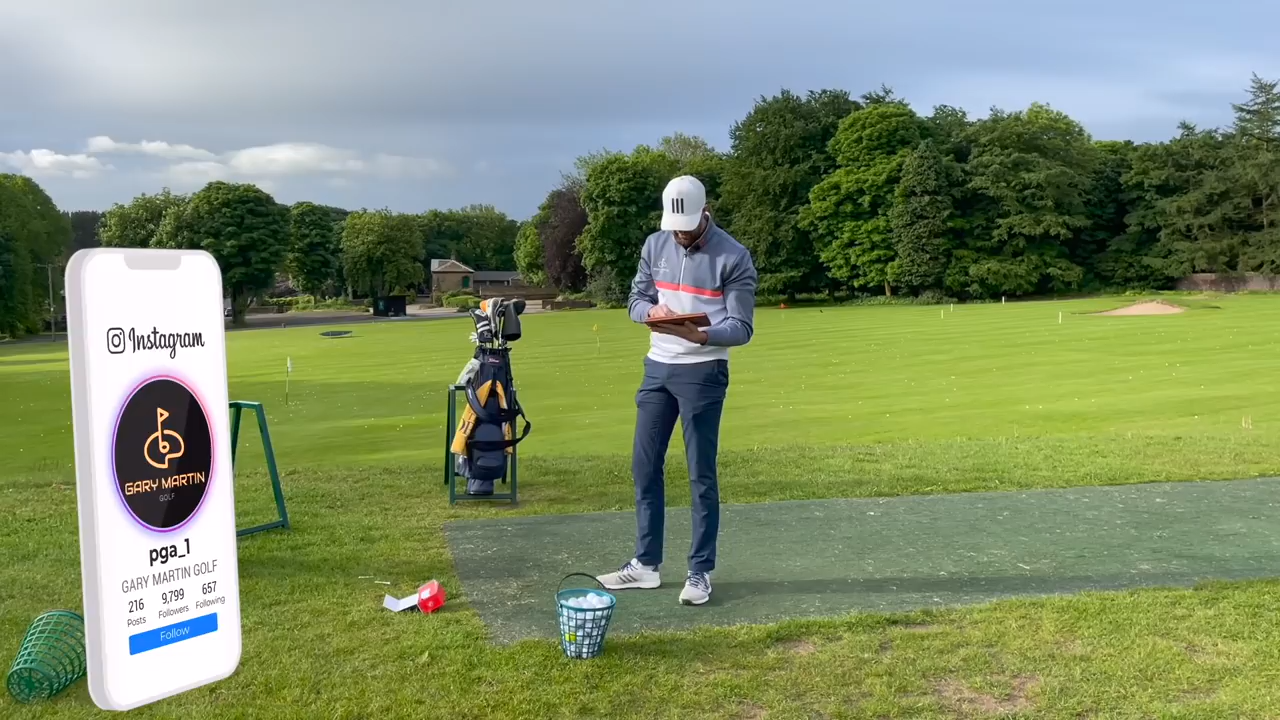 Instagram
GARY MARTIN
GOLF
pga_1
GARY MARTIN GOLF
216 9,799 657
Posts Followers Following
Follow